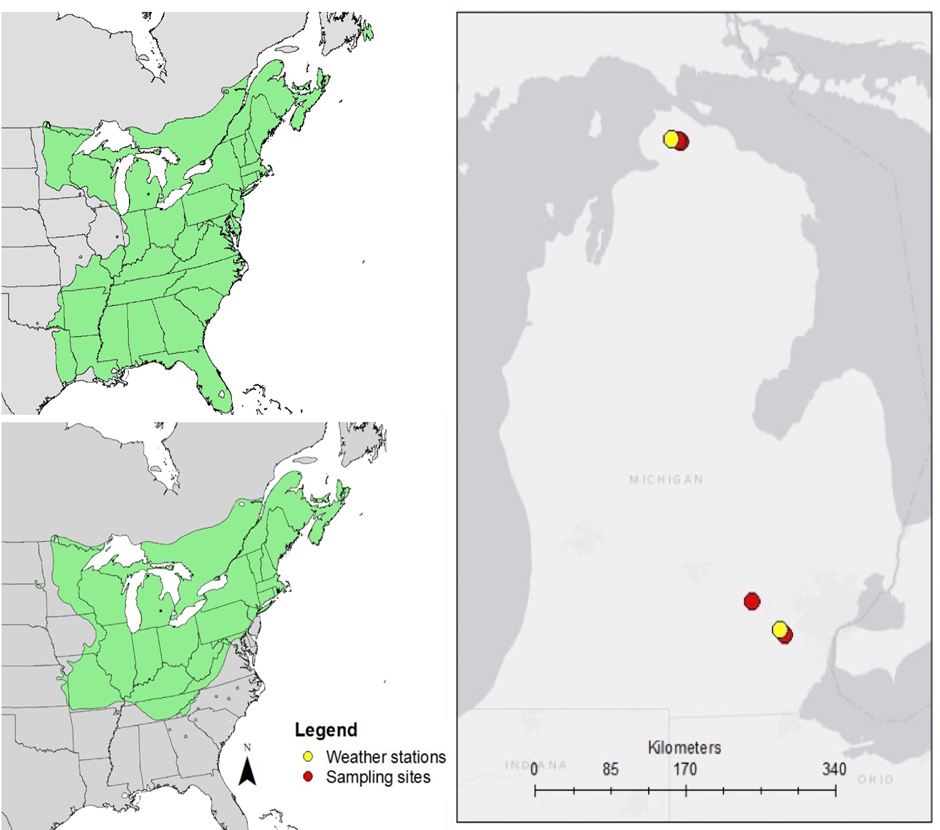 MICHIGAN
N
Legend
Weather stations
Sampling sites
Kilometers
INDIANA
0 85 170 340
OHIO